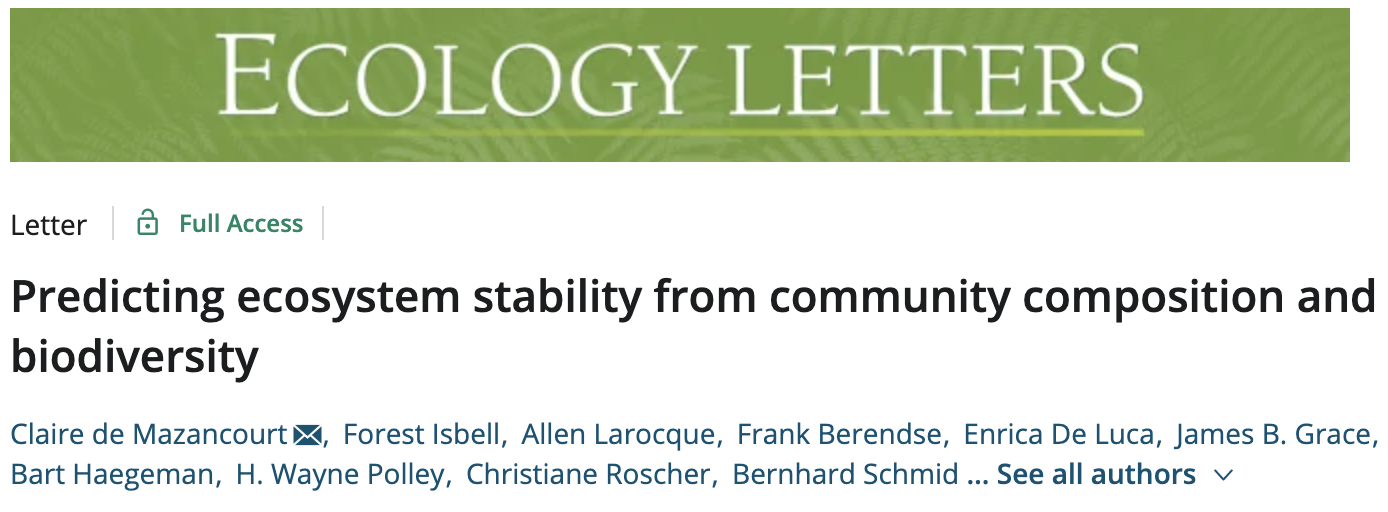 ECOLOGY LETTERS
Letter Full Access
Predicting ecosystem stability from community composition and
biodiversity
Claire de Mazancourt, Forest Isbell, Allen Larocque, Frank Berendse, Enrica De Luca, James B. Grace,
Bart Haegeman, H. Wayne Polley, Christiane Roscher, Bernhard Schmid ... See all authors